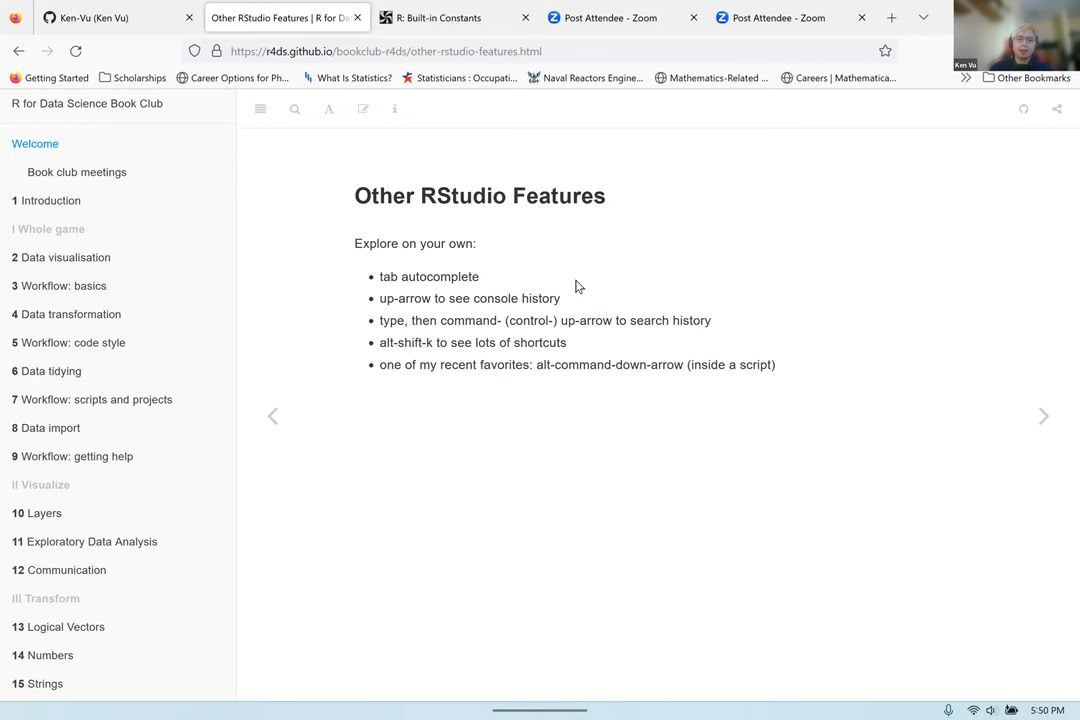 Ken-Vu (Ken Vu)
Other RStudio Features | R for Da
R: Built-in Constants
Post Attendee - Zoom
Post Attendee - Zoom
https://r4ds.github.io/bookclub-r4ds/other-rstudio-features.html
Getting Started
Scholarships
Career Options for Ph...
What Is Statistics?
Statisticians : Occupati...
Naval Reactors Engine...
Mathematics-Related ...
Careers | Mathematica...
Other Bookmarks
Ken Vu
R for Data Science Book Club
Welcome
Book club meetings
1 Introduction
I Whole game
2 Data visualisation
3 Workflow: basics
4 Data transformation
5 Workflow: code style
6 Data tidying
7 Workflow: scripts and projects
8 Data import
9 Workflow: getting help
II Visualize
10 Layers
11 Exploratory Data Analysis
12 Communication
III Transform
13 Logical Vectors
14 Numbers
15 Strings
Other RStudio Features
Explore on your own:
• tab autocomplete
• up-arrow to see console history
• type, then command- (control-) up-arrow to search history
• alt-shift-k to see lots of shortcuts
• one of my recent favorites: alt-command-down-arrow (inside a script)
5:50 PM